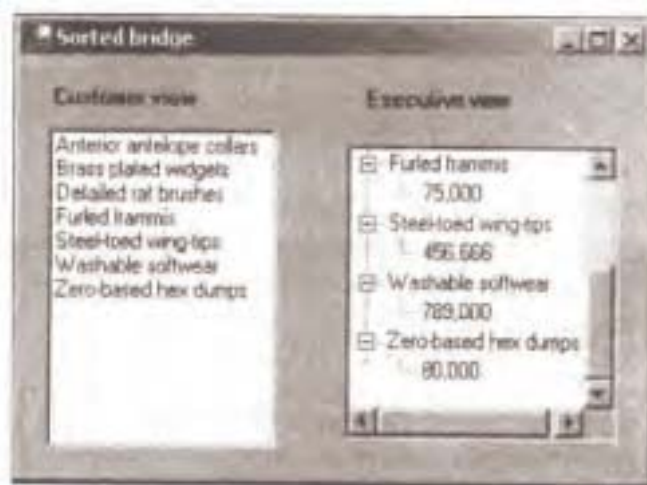 Sorted bridge
Customer view
Anterior antelope collars
Brass plated widgets
Detailed rat brushes
Furled frammis
Steel-toed wing-tips
Washable softwear
Zero-based hex dumps
Executive view
Furled frammis
75,000
Steel-toed wing-tips
456,666
Washable softwear
789,000
Zero-based hex dumps
80,000